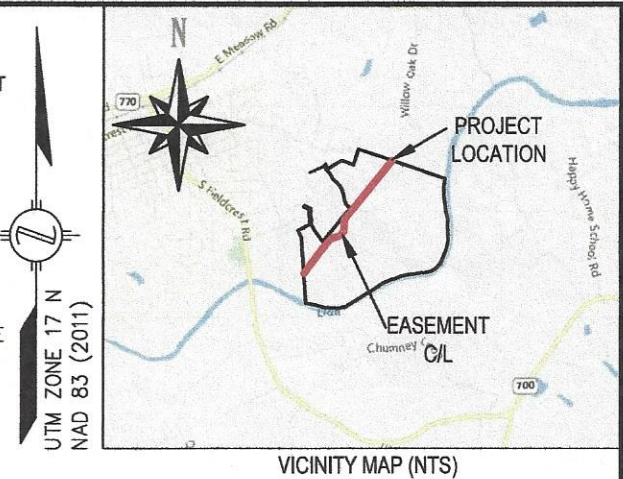 N
E Meadow Rd
770
Willow Oak Dr
PROJECT
LOCATION
S Fieldcrest Rd
Happy Home School Rd
EASEMENT
C/L
Chumney
700
UTM ZONE 17 N
NAD 83 (2011)
VICINITY MAP (NTS)